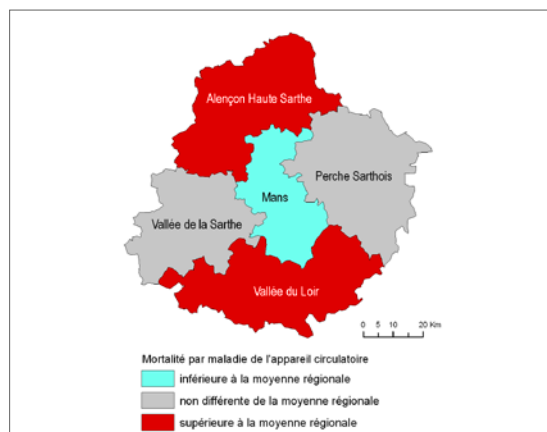 Alençon Haute Sarthe
Perche Sarthois
Mans
Vallée de la Sarthe
Vallée du Loir
0 5 10 20 Km
Mortalité par maladie de l'appareil circulatoire
inférieure à la moyenne régionale
non différente de la moyenne régionale
supérieure à la moyenne régionale